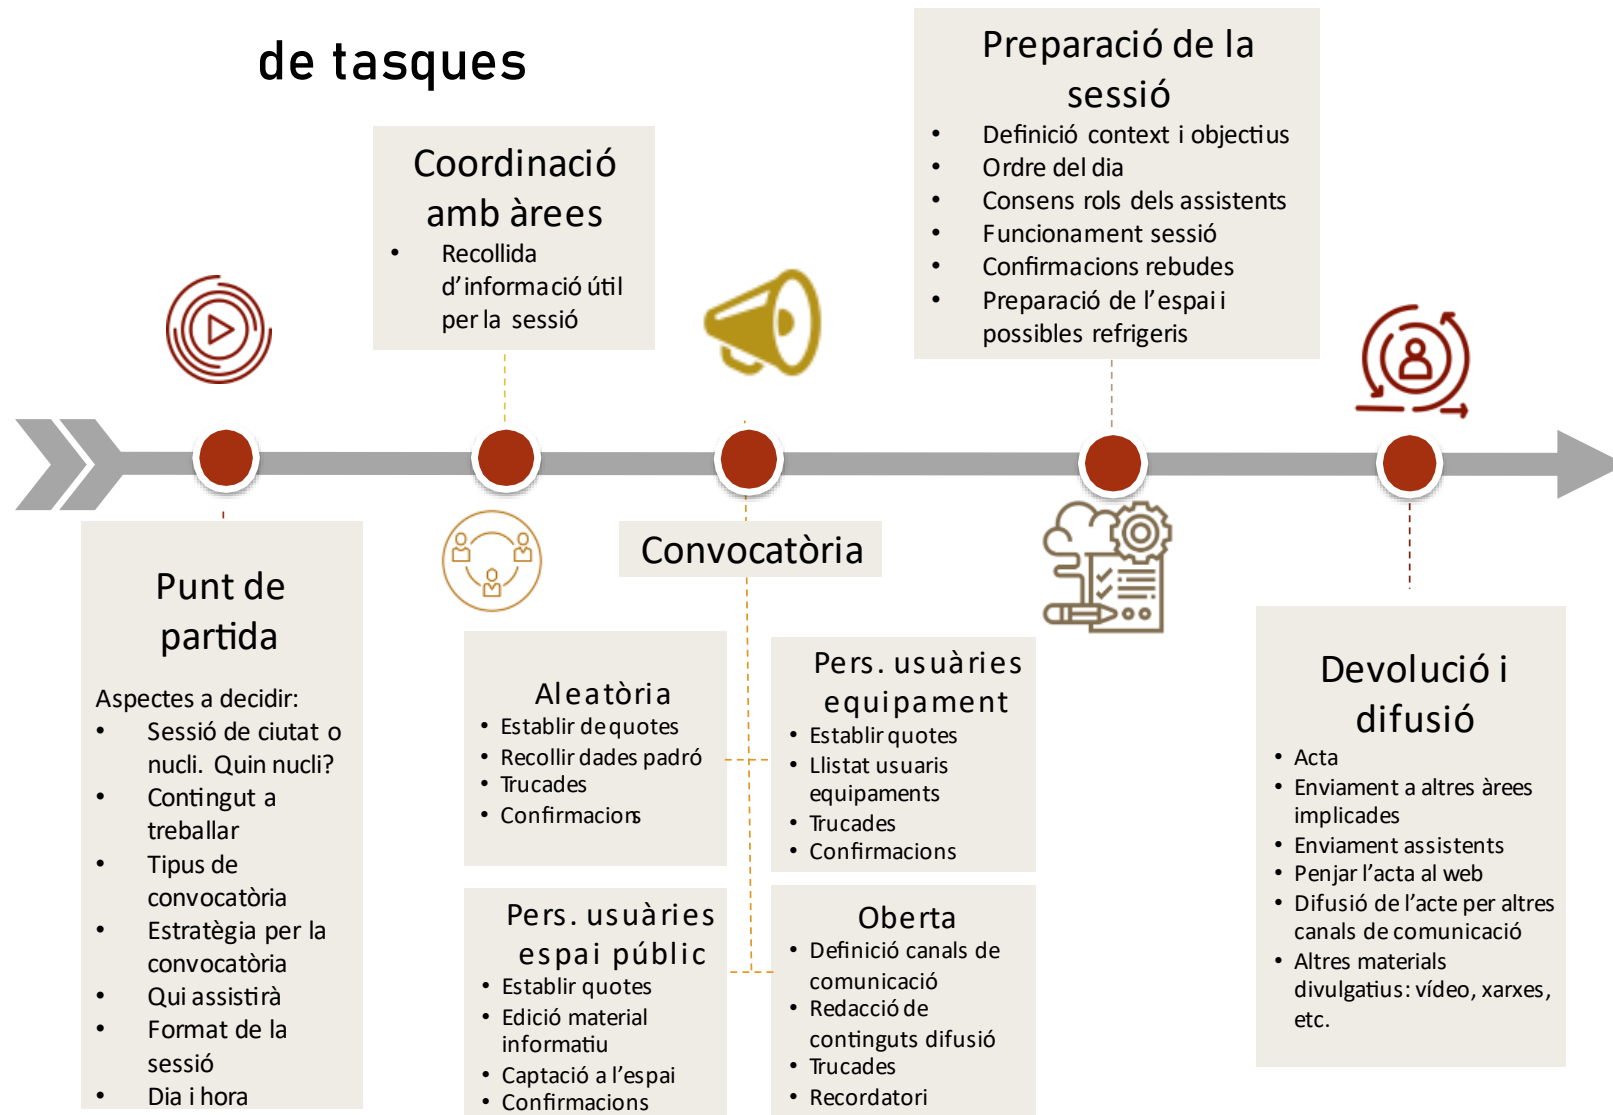 de tasques
Preparació de la
sessió
• Definició context i objectius
• Ordre del dia
• Consens rols dels assistents
• Funcionament sessió
• Confirmacions rebudes
• Preparació de l’espai i
possibles refrigeris
Coordinació
amb àrees
• Recollida
d’informació útil
per la sessió
Punt de
partida
Aspectes a decidir:
• Sessió de ciutat o
nucli. Quin nucli?
• Contingut a
treballar
• Tipus de
convocatòria
• Estratègia per la
convocatòria
• Qui assistirà
• Format de la
sessió
• Dia i hora
Convocatòria
Aleatòria
• Establir de quotes
• Recollir dades padró
• Trucades
• Confirmacions
Pers. usuàries
equipament
• Establir quotes
• Llistat usuaris
equipaments
• Trucades
• Confirmacions
Pers. usuàries
espai públic
• Establir quotes
• Edició material
informatiu
• Captació a l’espai
• Confirmacions
Oberta
• Definició canals de
comunicació
• Redacció de
continguts difusió
• Trucades
• Recordatori
Devolució i
difusió
• Acta
• Enviament a altres àrees
implicades
• Enviament assistents
• Penjar l’acta al web
• Difusió de l’acte per altres
canals de comunicació
• Altres materials
divulgatius: vídeo, xarxes,
etc.